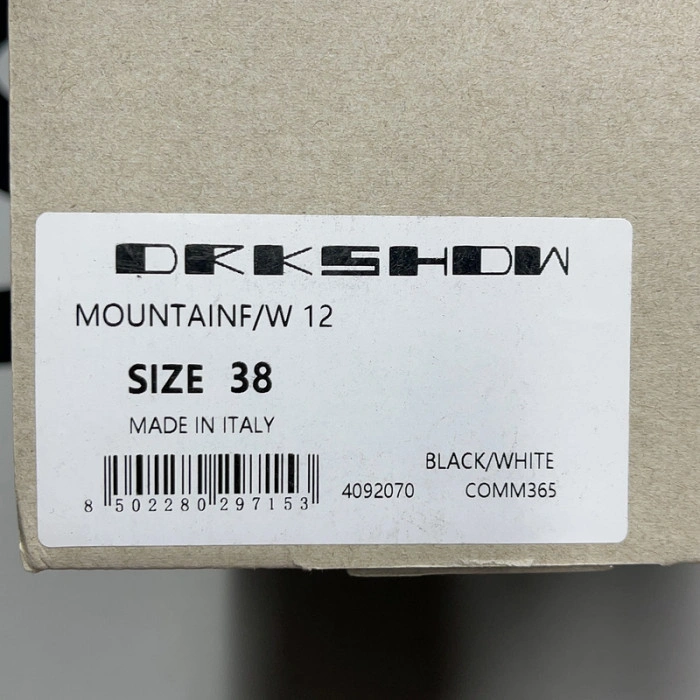 DRKSHDW
MOUNTAINF/W 12
SIZE 38
MADE IN ITALY
BLACK/WHITE
8 502280 297153
4092070
COMM365